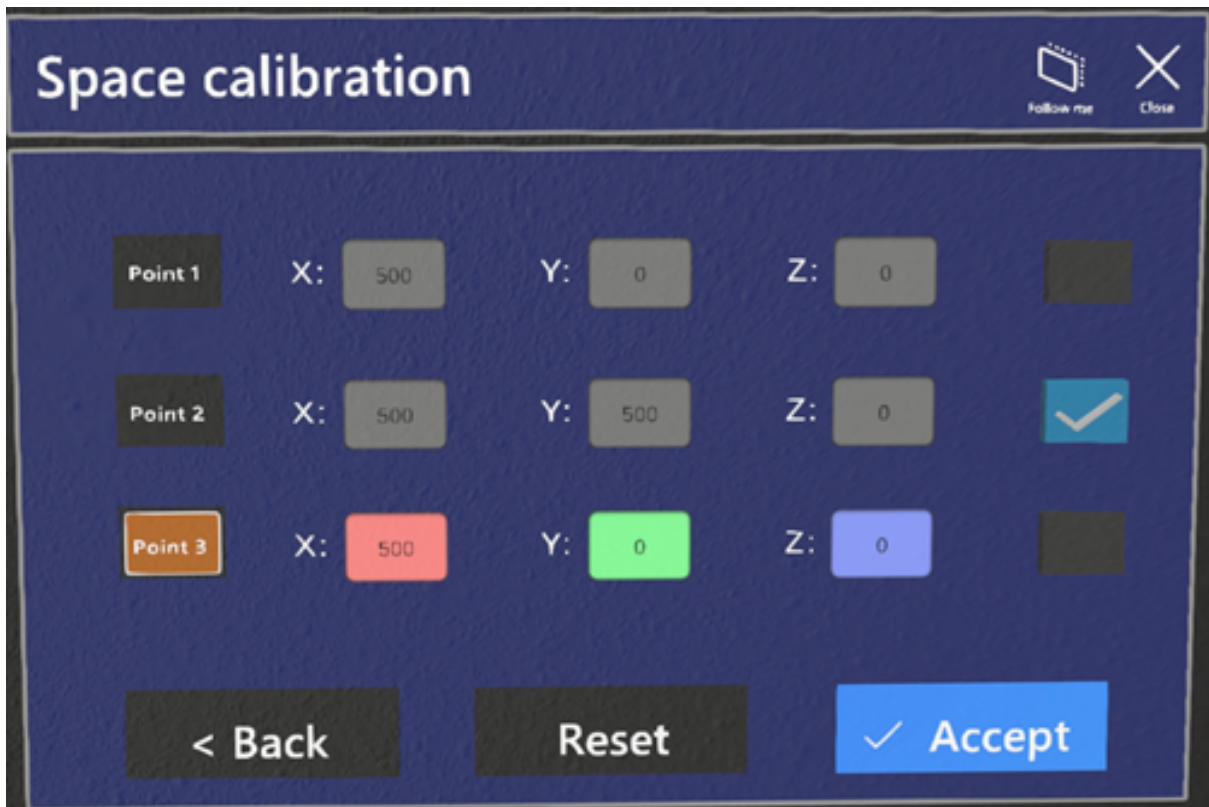 Space calibration
Follow me
Close
Point 1 X: 500 Y: 0 Z: 0
Point 2 X: 500 Y: 500 Z: 0
Point 3 X: 500 Y: 0 Z: 0
< Back Reset ✓ Accept